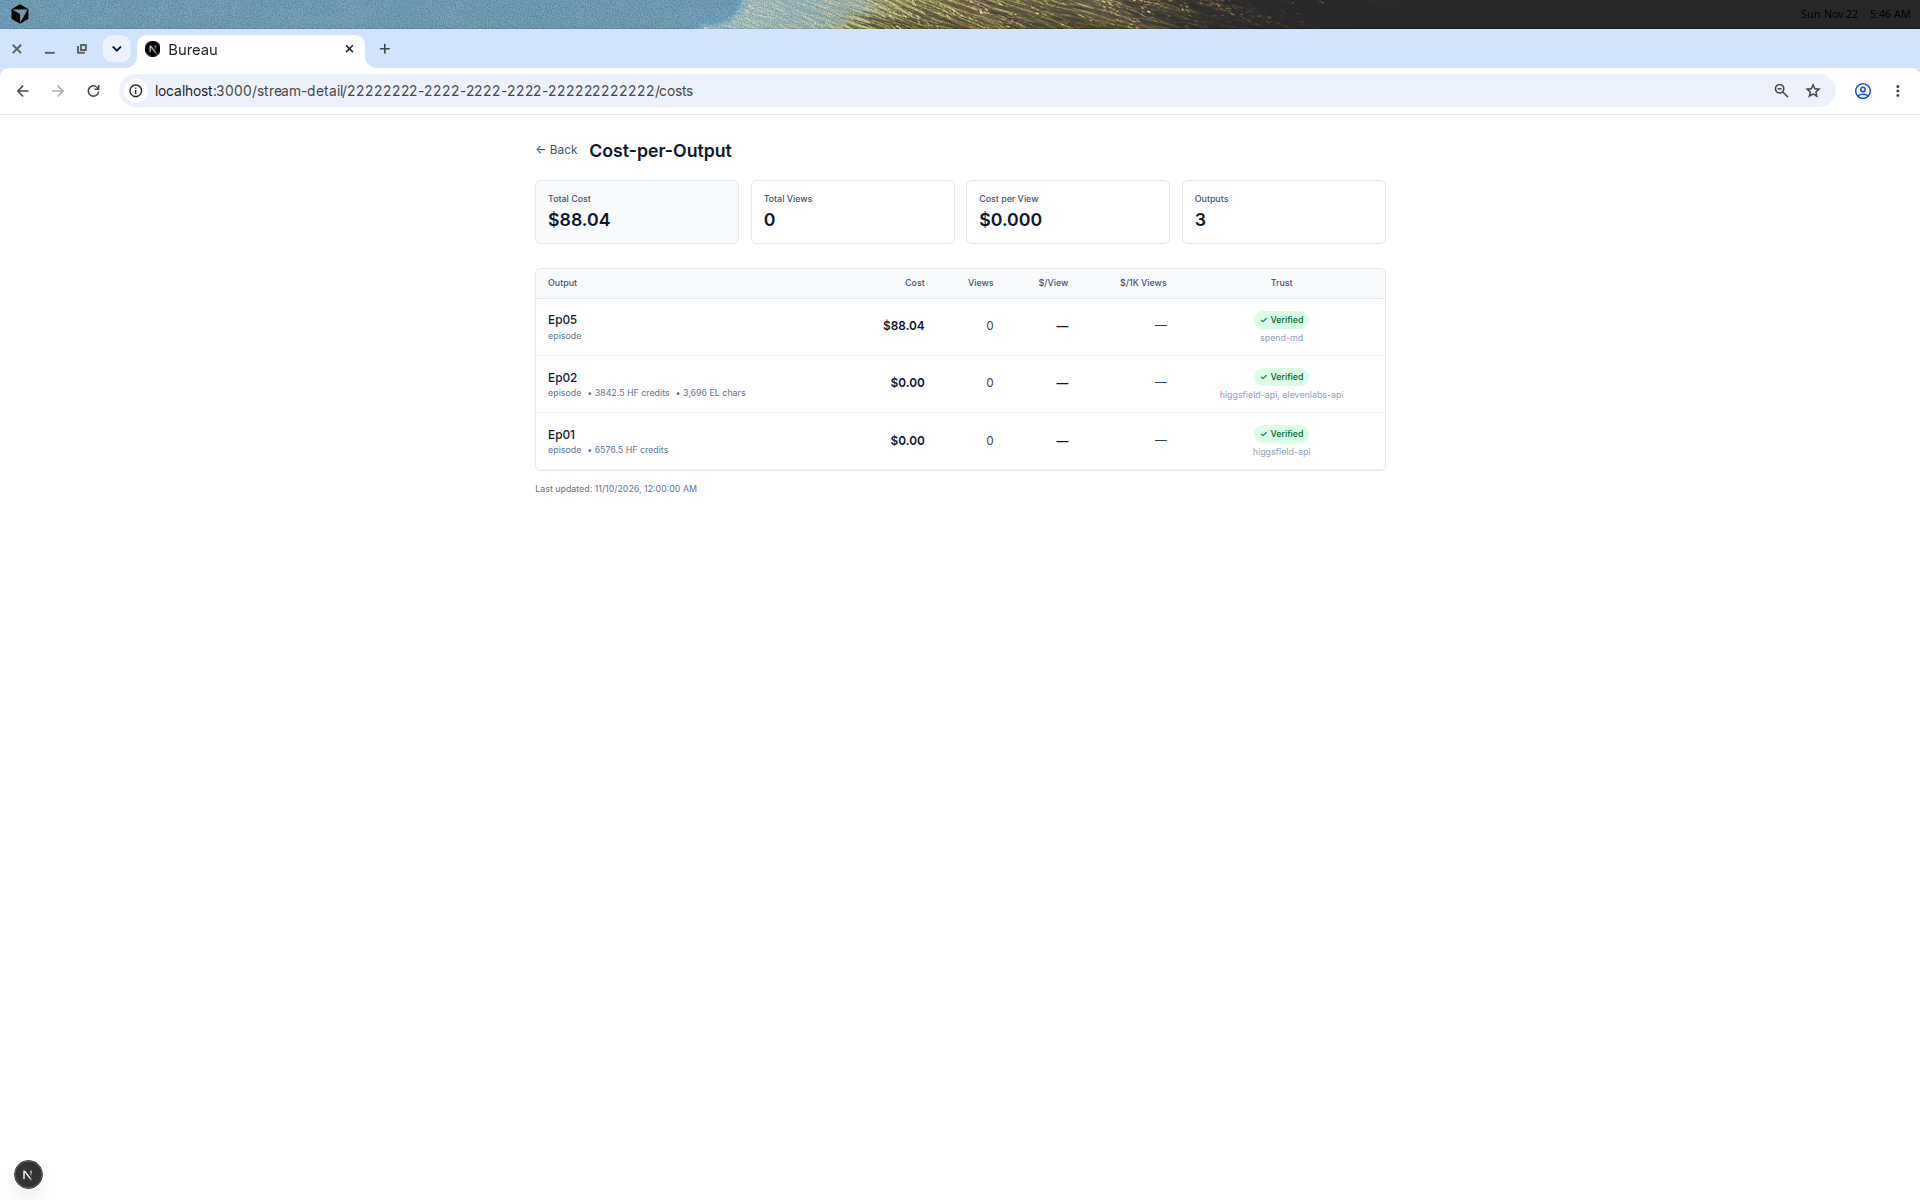 Sun Nov 22 5:46 AM
Bureau
localhost:3000/stream-detail/22222222-2222-2222-2222-222222222222/costs
← Back Cost-per-Output
Total Cost
$88.04
Total Views
0
Cost per View
$0.000
Outputs
3
Output Cost Views $/View $/1K Views Trust
Ep05
episode
$88.04 0 — —
✓ Verified
spend-md
Ep02
episode • 3842.5 HF credits • 3,696 EL chars
$0.00 0 — —
✓ Verified
higgsfield-api, elevenlabs-api
Ep01
episode • 6576.5 HF credits
$0.00 0 — —
✓ Verified
higgsfield-api
Last updated: 11/10/2026, 12:00:00 AM
N